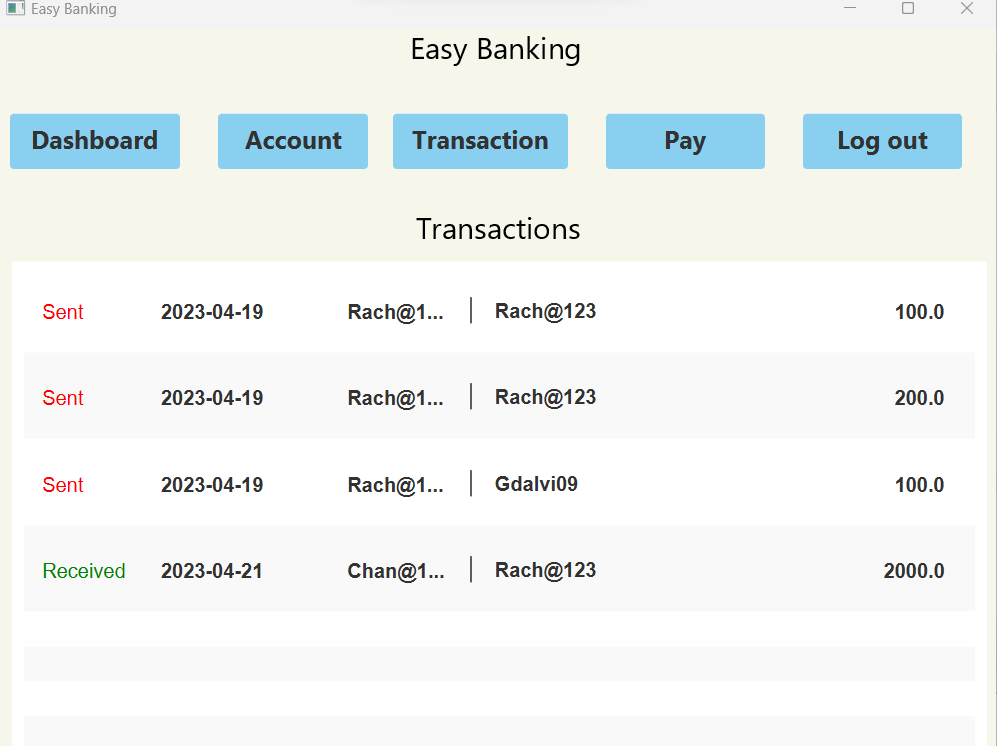 Easy Banking
Easy Banking
Dashboard Account Transaction Pay Log out
Transactions
Sent 2023-04-19 Rach@1... | Rach@123 100.0
Sent 2023-04-19 Rach@1... | Rach@123 200.0
Sent 2023-04-19 Rach@1... | Gdalvi09 100.0
Received 2023-04-21 Chan@1... | Rach@123 2000.0